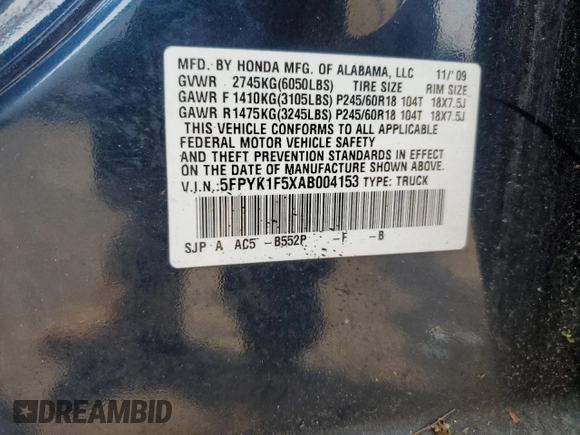 MFD. BY HONDA MFG. OF ALABAMA, LLC 11/'09
GVWR 2745KG(6050LBS) TIRE SIZE RIM SIZE
GAWR F 1410KG(3105LBS) P245/60R18 104T 18X7.5J
GAWR R1475KG(3245LBS) P245/60R18 104T 18X7.5J
THIS VEHICLE CONFORMS TO ALL APPLICABLE
FEDERAL MOTOR VEHICLE SAFETY
AND THEFT PREVENTION STANDARDS IN EFFECT
ON THE DATE OF MANUFACTURE SHOWN ABOVE.
V.I.N.:5FPYK1F5XAB004153 TYPE: TRUCK
SJP A AC5 -B552P -F -B
DREAMBID